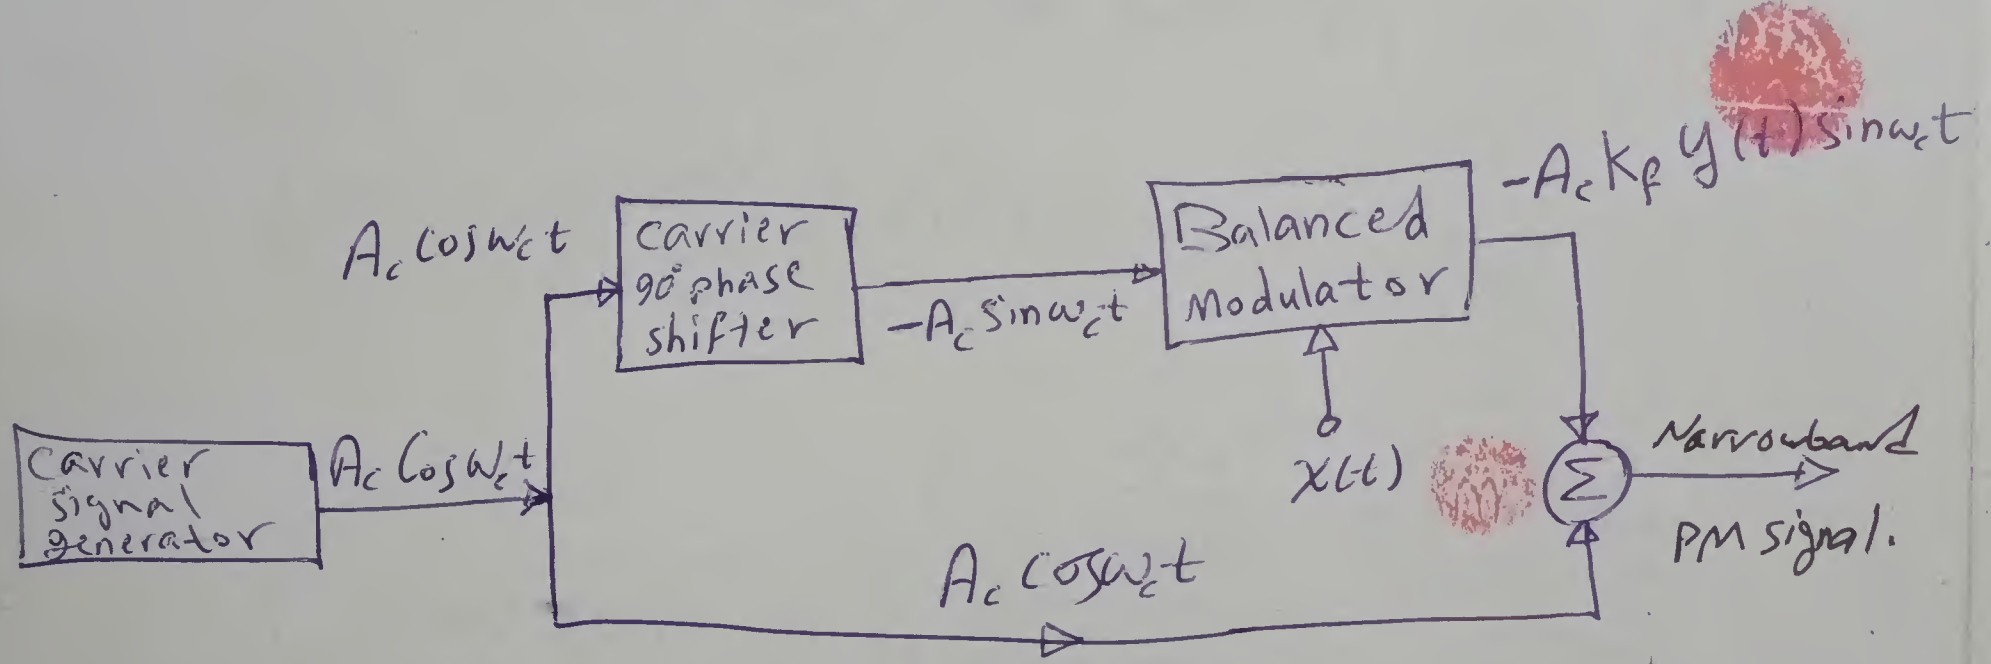 -A_c K_f y(t) sinω_c t
A_c cosω_c t
carrier
90° phase
shifter
-A_c sinω_c t
Balanced
Modulator
x(t)
carrier
signal
generator
A_c Cosω_c t
Σ
Narrowband
PM signal.
A_c cosω_c t